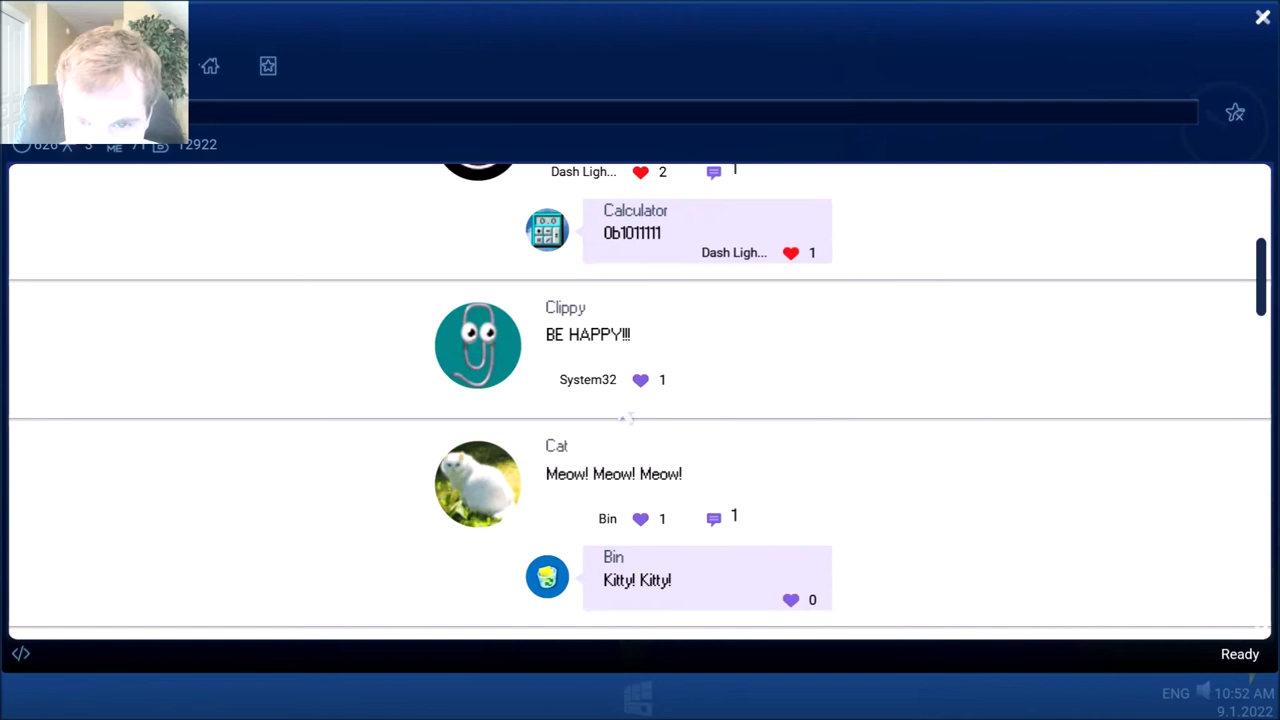 12922
Dash Ligh... 2 1
Calculator
0b1011111
Dash Ligh... 1
Clippy
BE HAPPY!!!
System32 1
Cat
Meow! Meow! Meow!
Bin 1 1
Bin
Kitty! Kitty!
0
</> Ready
ENG 10:52 AM
9.1.2022